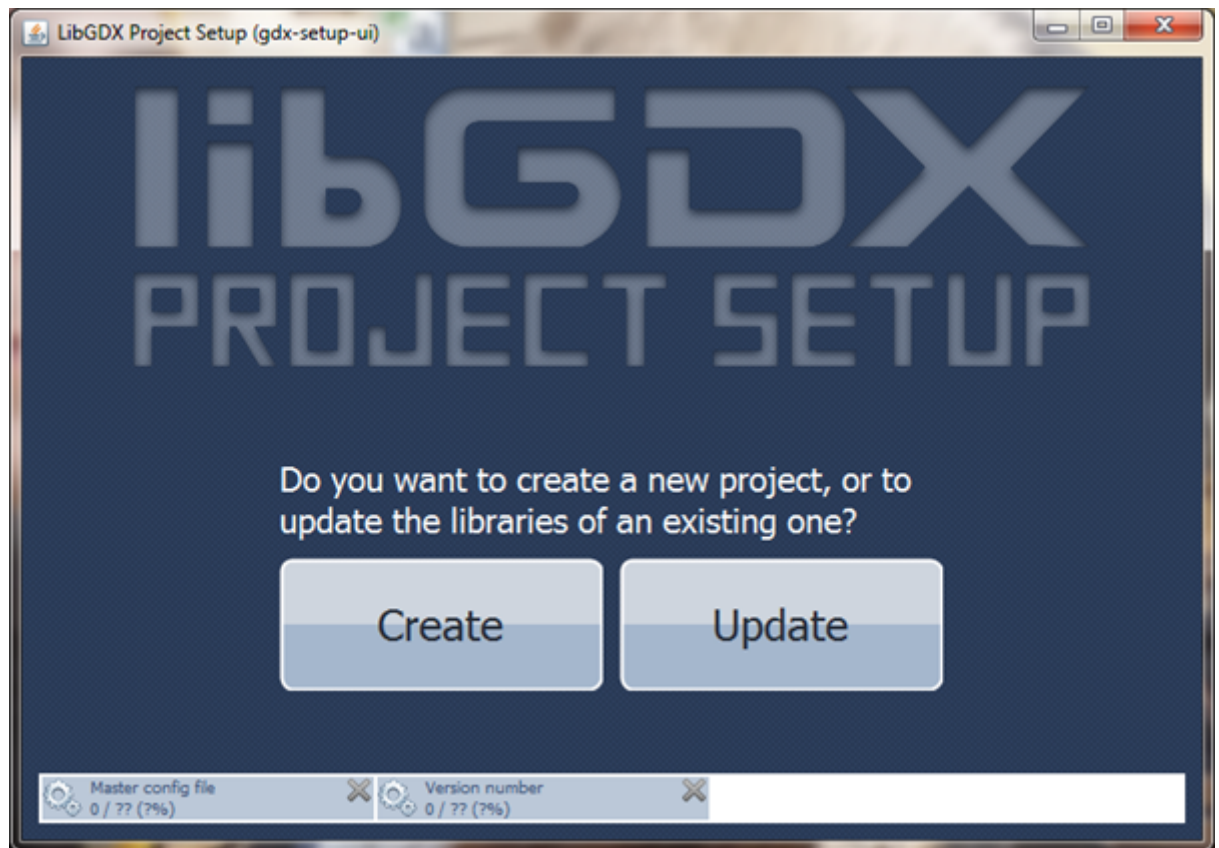 LibGDX Project Setup (gdx-setup-ui)
libGDX
PROJECT SETUP
Do you want to create a new project, or to
update the libraries of an existing one?
Create Update
Master config file Version number
0 / ?? (?%) 0 / ?? (?%)